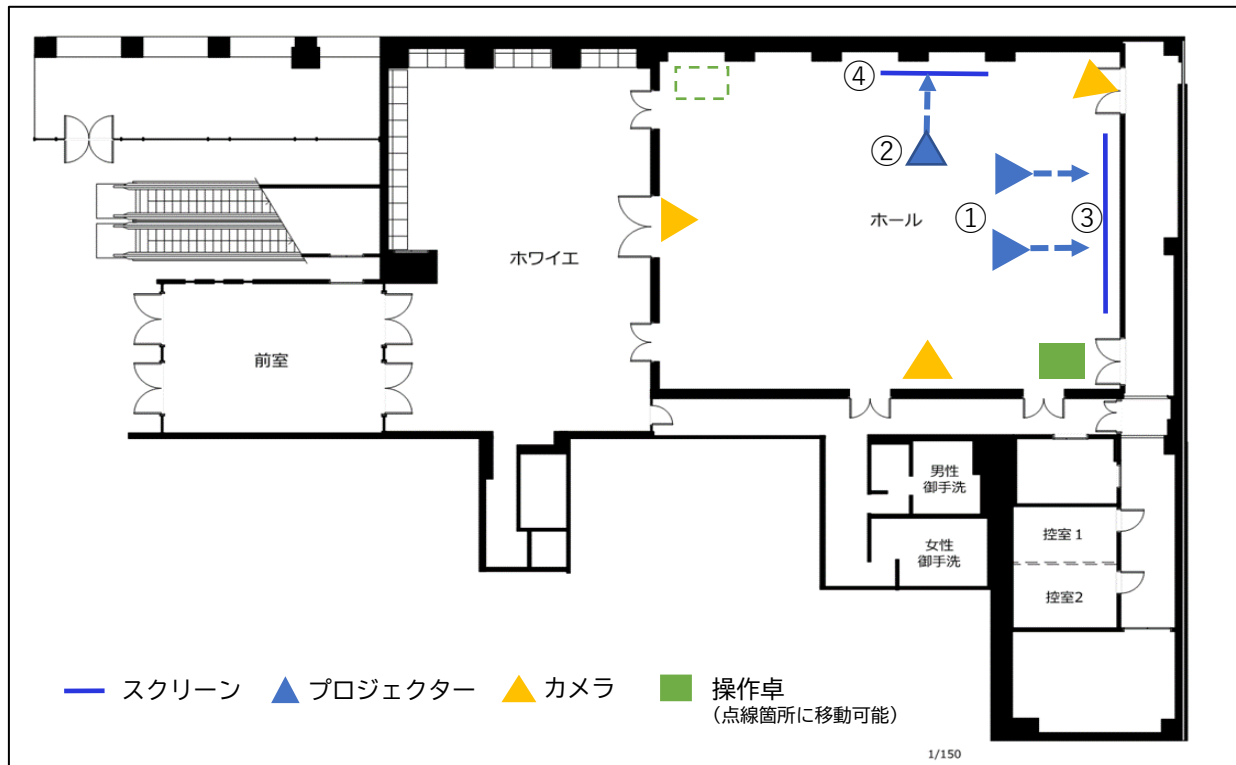 ④
②
ホール
①
③
ホワイエ
前室
男性
御手洗
女性
御手洗
控室1
控室2
スクリーン
プロジェクター
カメラ
操作卓
(点線箇所に移動可能)
1/150